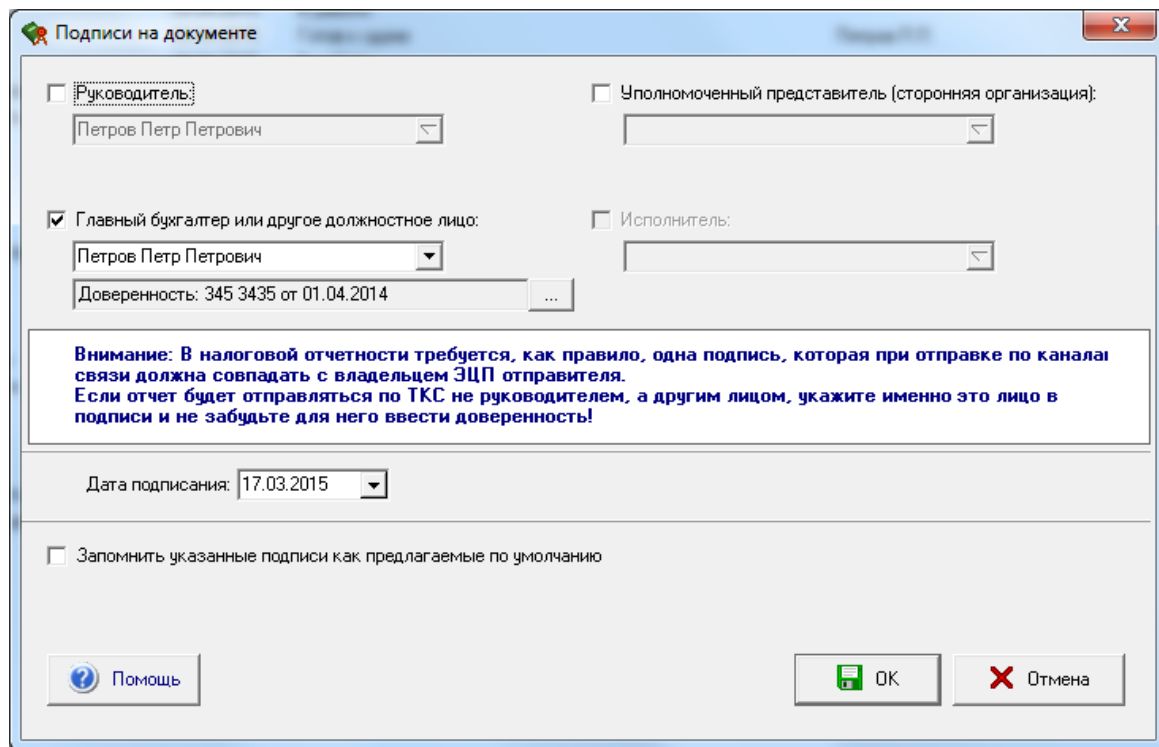 Подписи на документе
Руководитель:
Петров Петр Петрович
Уполномоченный представитель (сторонняя организация):
Главный бухгалтер или другое должностное лицо:
Петров Петр Петрович
Доверенность: 345 3435 от 01.04.2014
...
Исполнитель:
Внимание: В налоговой отчетности требуется, как правило, одна подпись, которая при отправке по канала
связи должна совпадать с владельцем ЭЦП отправителя.
Если отчет будет отправляться по ТКС не руководителем, а другим лицом, укажите именно это лицо в
подписи и не забудьте для него ввести доверенность!
Дата подписания: 17.03.2015
Запомнить указанные подписи как предлагаемые по умолчанию
Помощь
OK
Отмена